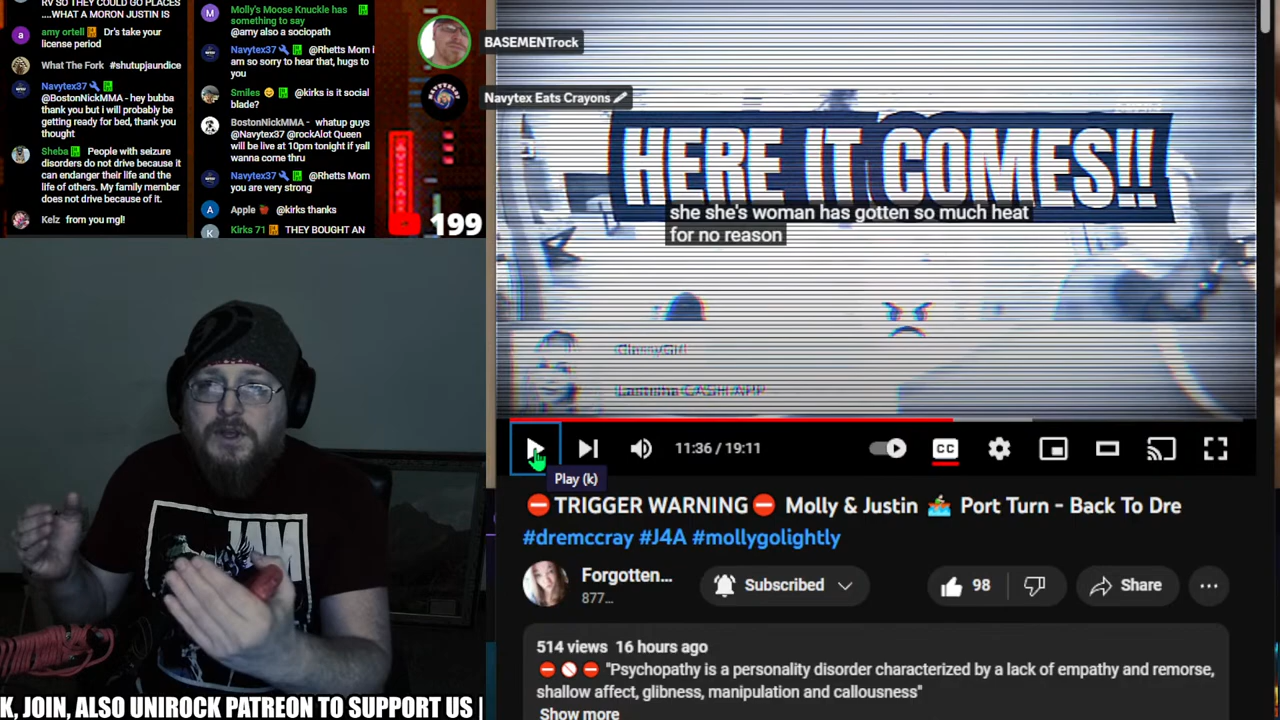 RV SO THEY COULD GO PLACES
....WHAT A MORON JUSTIN IS
amy ortell Dr's take your
license period
What The Fork #shutupjaundice
Navytex37
@BostonNickMMA - hey bubba
thank you but I will probably be
getting ready for bed, thank you
thought
Sheba People with seizure
disorders do not drive because it
can endanger their life and the
life of others. My family member
does not drive because of it.
Kelz from you mgl!
Molly's Moose Knuckle has
something to say
@amy also a sociopath
Navytex37 @Rhetts Mom i
am so sorry to hear that, hugs to
you
Smiles @kirks is it social
blade?
BostonNickMMA - whatup guys
@Navytex37 @rockAlot Queen
will be live at 10pm tonight if yall
wanna come thru
Navytex37 @Rhetts Mom
you are very strong
Apple @kirks thanks
Kirks 71 THEY BOUGHT AN
199
BASEMENTrock
Navytex Eats Crayons
HERE IT COMES!!
she she's woman has gotten so much heat
for no reason
ClassyGirl
CASH APP
11:36 / 19:11
CC
Play (k)
TRIGGER WARNING Molly & Justin Port Turn - Back To Dre
#dremccray #J4A #mollygolightly
Forgotten...
877...
Subscribed
98
Share
514 views 16 hours ago
"Psychopathy is a personality disorder characterized by a lack of empathy and remorse,
shallow affect, glibness, manipulation and callousness"
Show more
JAM
K, JOIN, ALSO UNIROCK PATREON TO SUPPORT US |